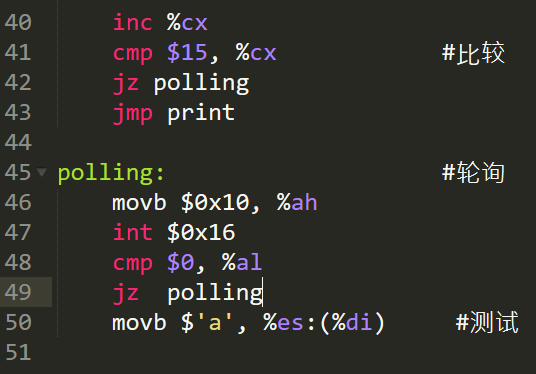 40 inc %cx
41 cmp $15, %cx #比较
42 jz polling
43 jmp print
44
45 polling: #轮询
46 movb $0x10, %ah
47 int $0x16
48 cmp $0, %al
49 jz polling
50 movb $'a', %es:(%di) #测试
51